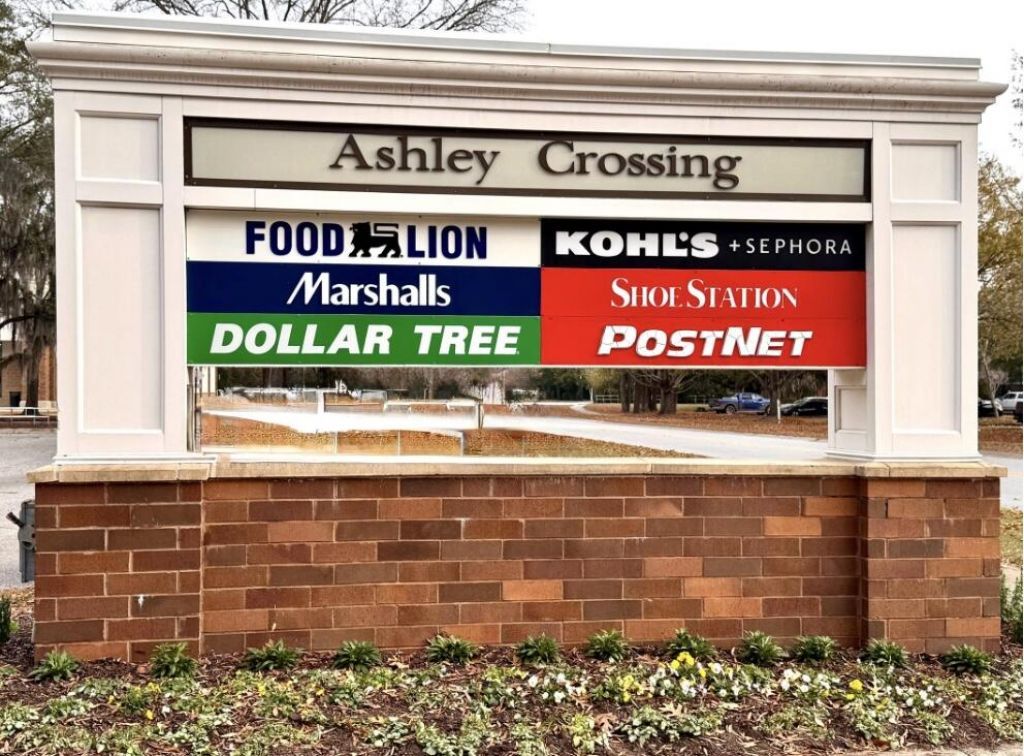 Ashley Crossing
FOOD LION
Marshalls
DOLLAR TREE
KOHL'S +SEPHORA
SHOE STATION
POSTNET